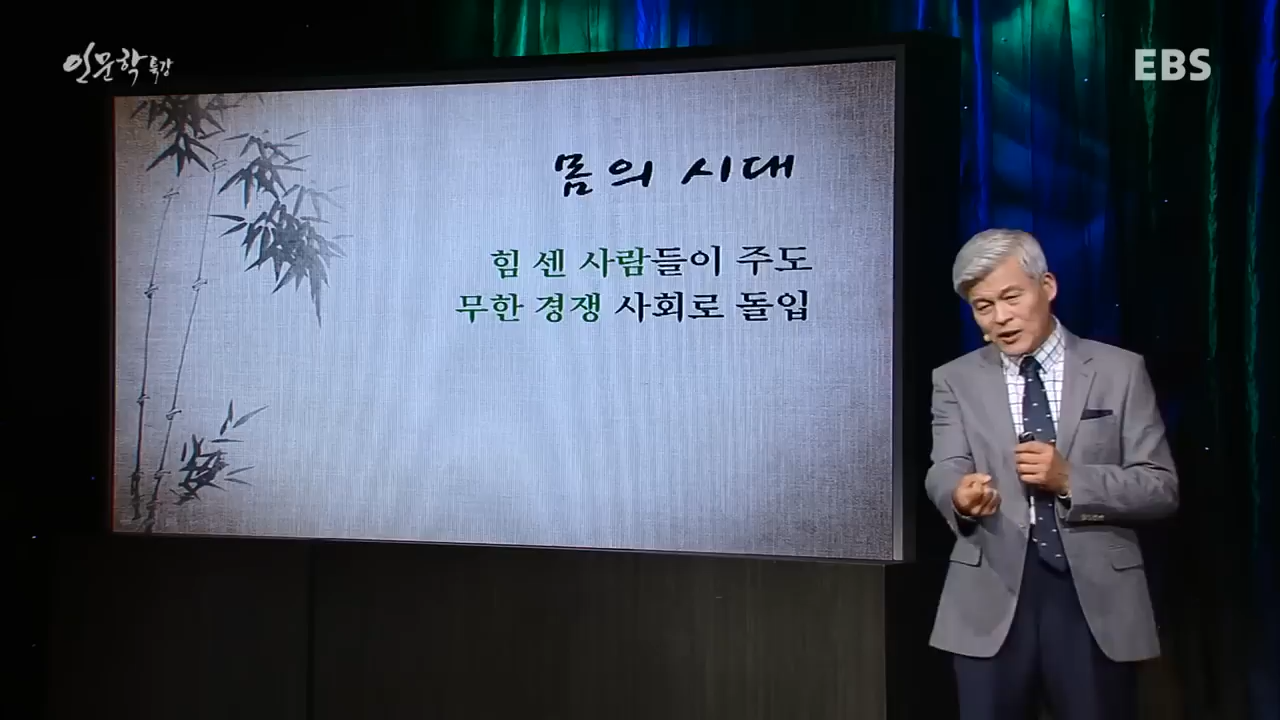 인문학특강
EBS
몸의 시대
힘 센 사람들이 주도
무한 경쟁 사회로 돌입